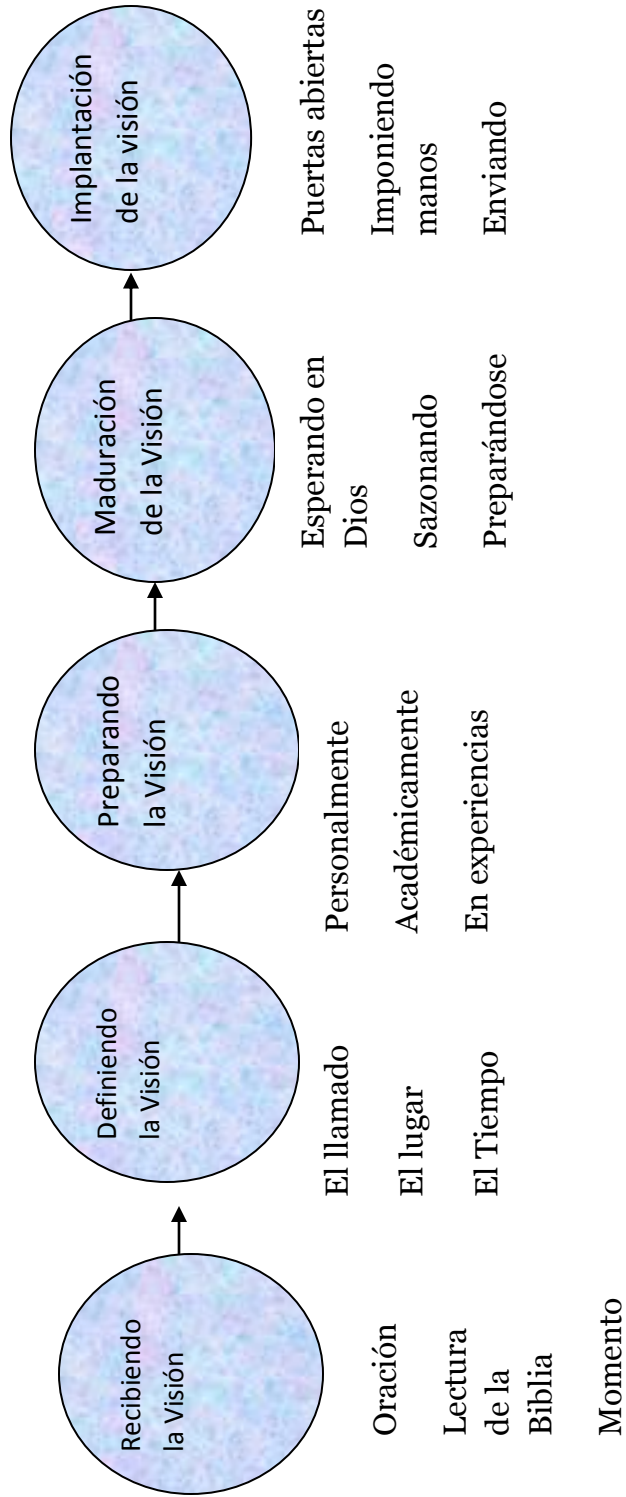 Recibiendo
la Visión
Oración
Lectura
de la
Biblia
Momento
Definiendo
la Visión
El llamado
El lugar
El Tiempo
Preparando
la Visión
Personalmente
Académicamente
En experiencias
Maduración
de la Visión
Esperando en
Dios
Sazonando
Preparándose
Implantación
de la visión
Puertas abiertas
Imponiendo
manos
Enviando